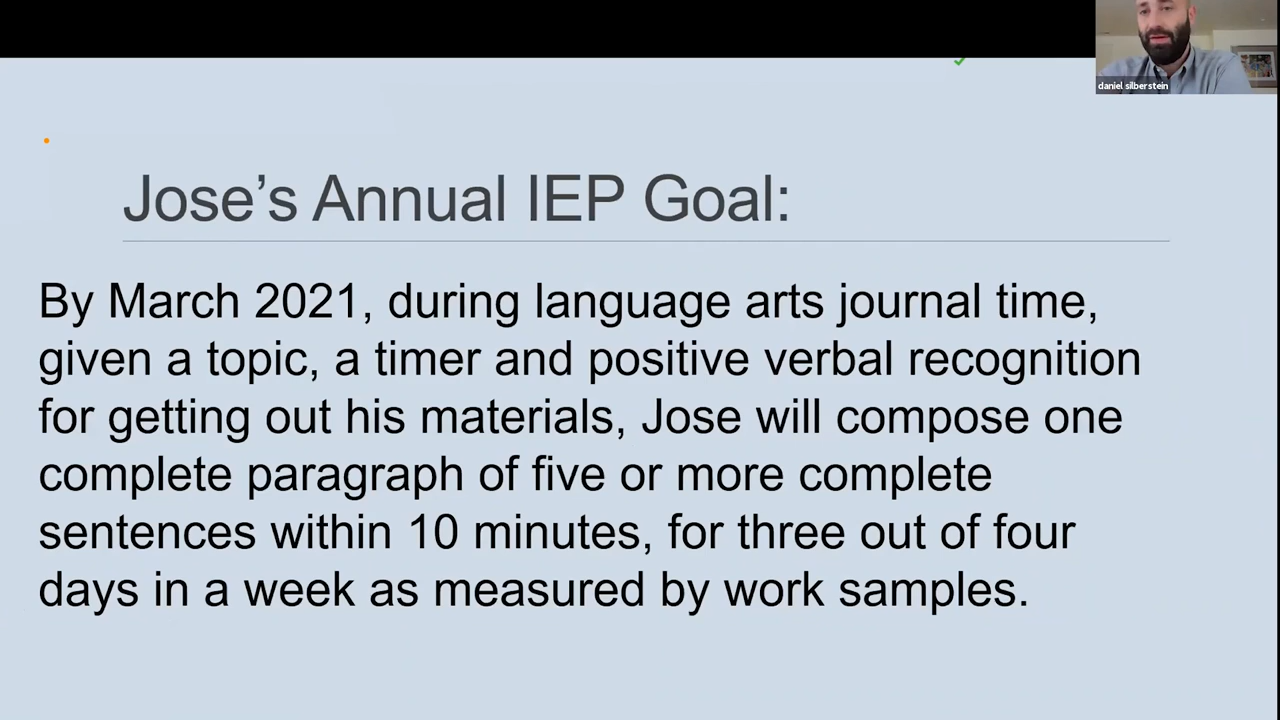 daniel silberstein
Jose’s Annual IEP Goal:
By March 2021, during language arts journal time,
given a topic, a timer and positive verbal recognition
for getting out his materials, Jose will compose one
complete paragraph of five or more complete
sentences within 10 minutes, for three out of four
days in a week as measured by work samples.